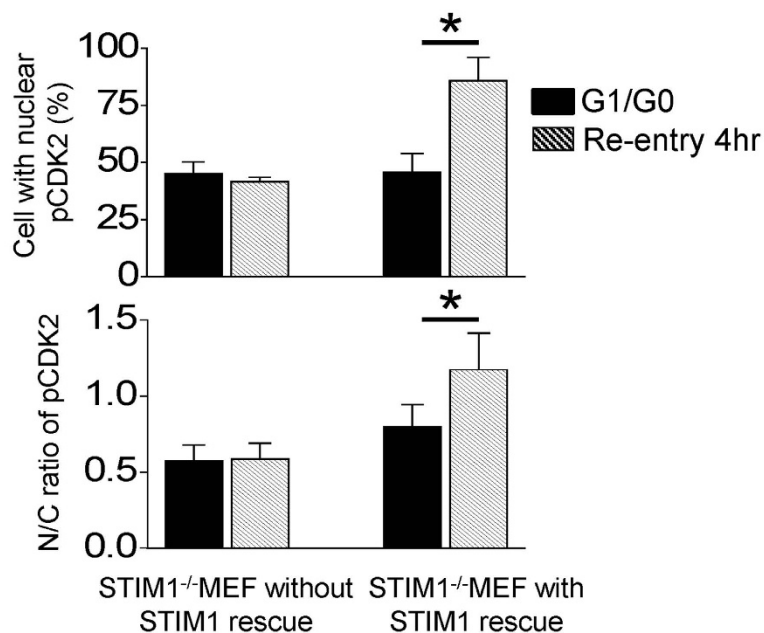 Cell with nuclear
pCDK2 (%)
100
75
50
25
0
*
G1/G0
Re-entry 4hr
N/C ratio of pCDK2
1.5
1.0
0.5
0.0
*
STIM1-/-MEF without
STIM1 rescue
STIM1-/-MEF with
STIM1 rescue